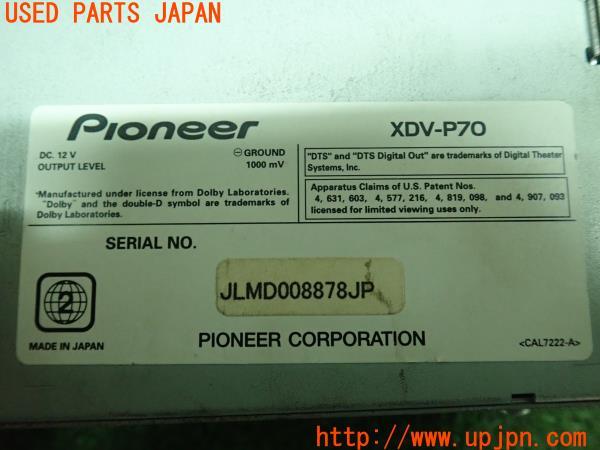 USED PARTS JAPAN
Pioneer
XDV-P70
DC. 12 V
⊖GROUND
OUTPUT LEVEL
1000 mV
"DTS" and "DTS Digital Out" are trademarks of Digital Theater
Systems, Inc.
"Manufactured under license from Dolby Laboratories.
"Dolby" and the double-D symbol are trademarks of
Dolby Laboratories.
Apparatus Claims of U.S. Patent Nos.
4, 631, 603, 4, 577, 216, 4, 819, 098, and 4, 907, 093
licensed for limited viewing uses only.
SERIAL NO.
JLMD008878JP
2
MADE IN JAPAN
PIONEER CORPORATION
<CAL7222-A>
http://www.upjpn.com/